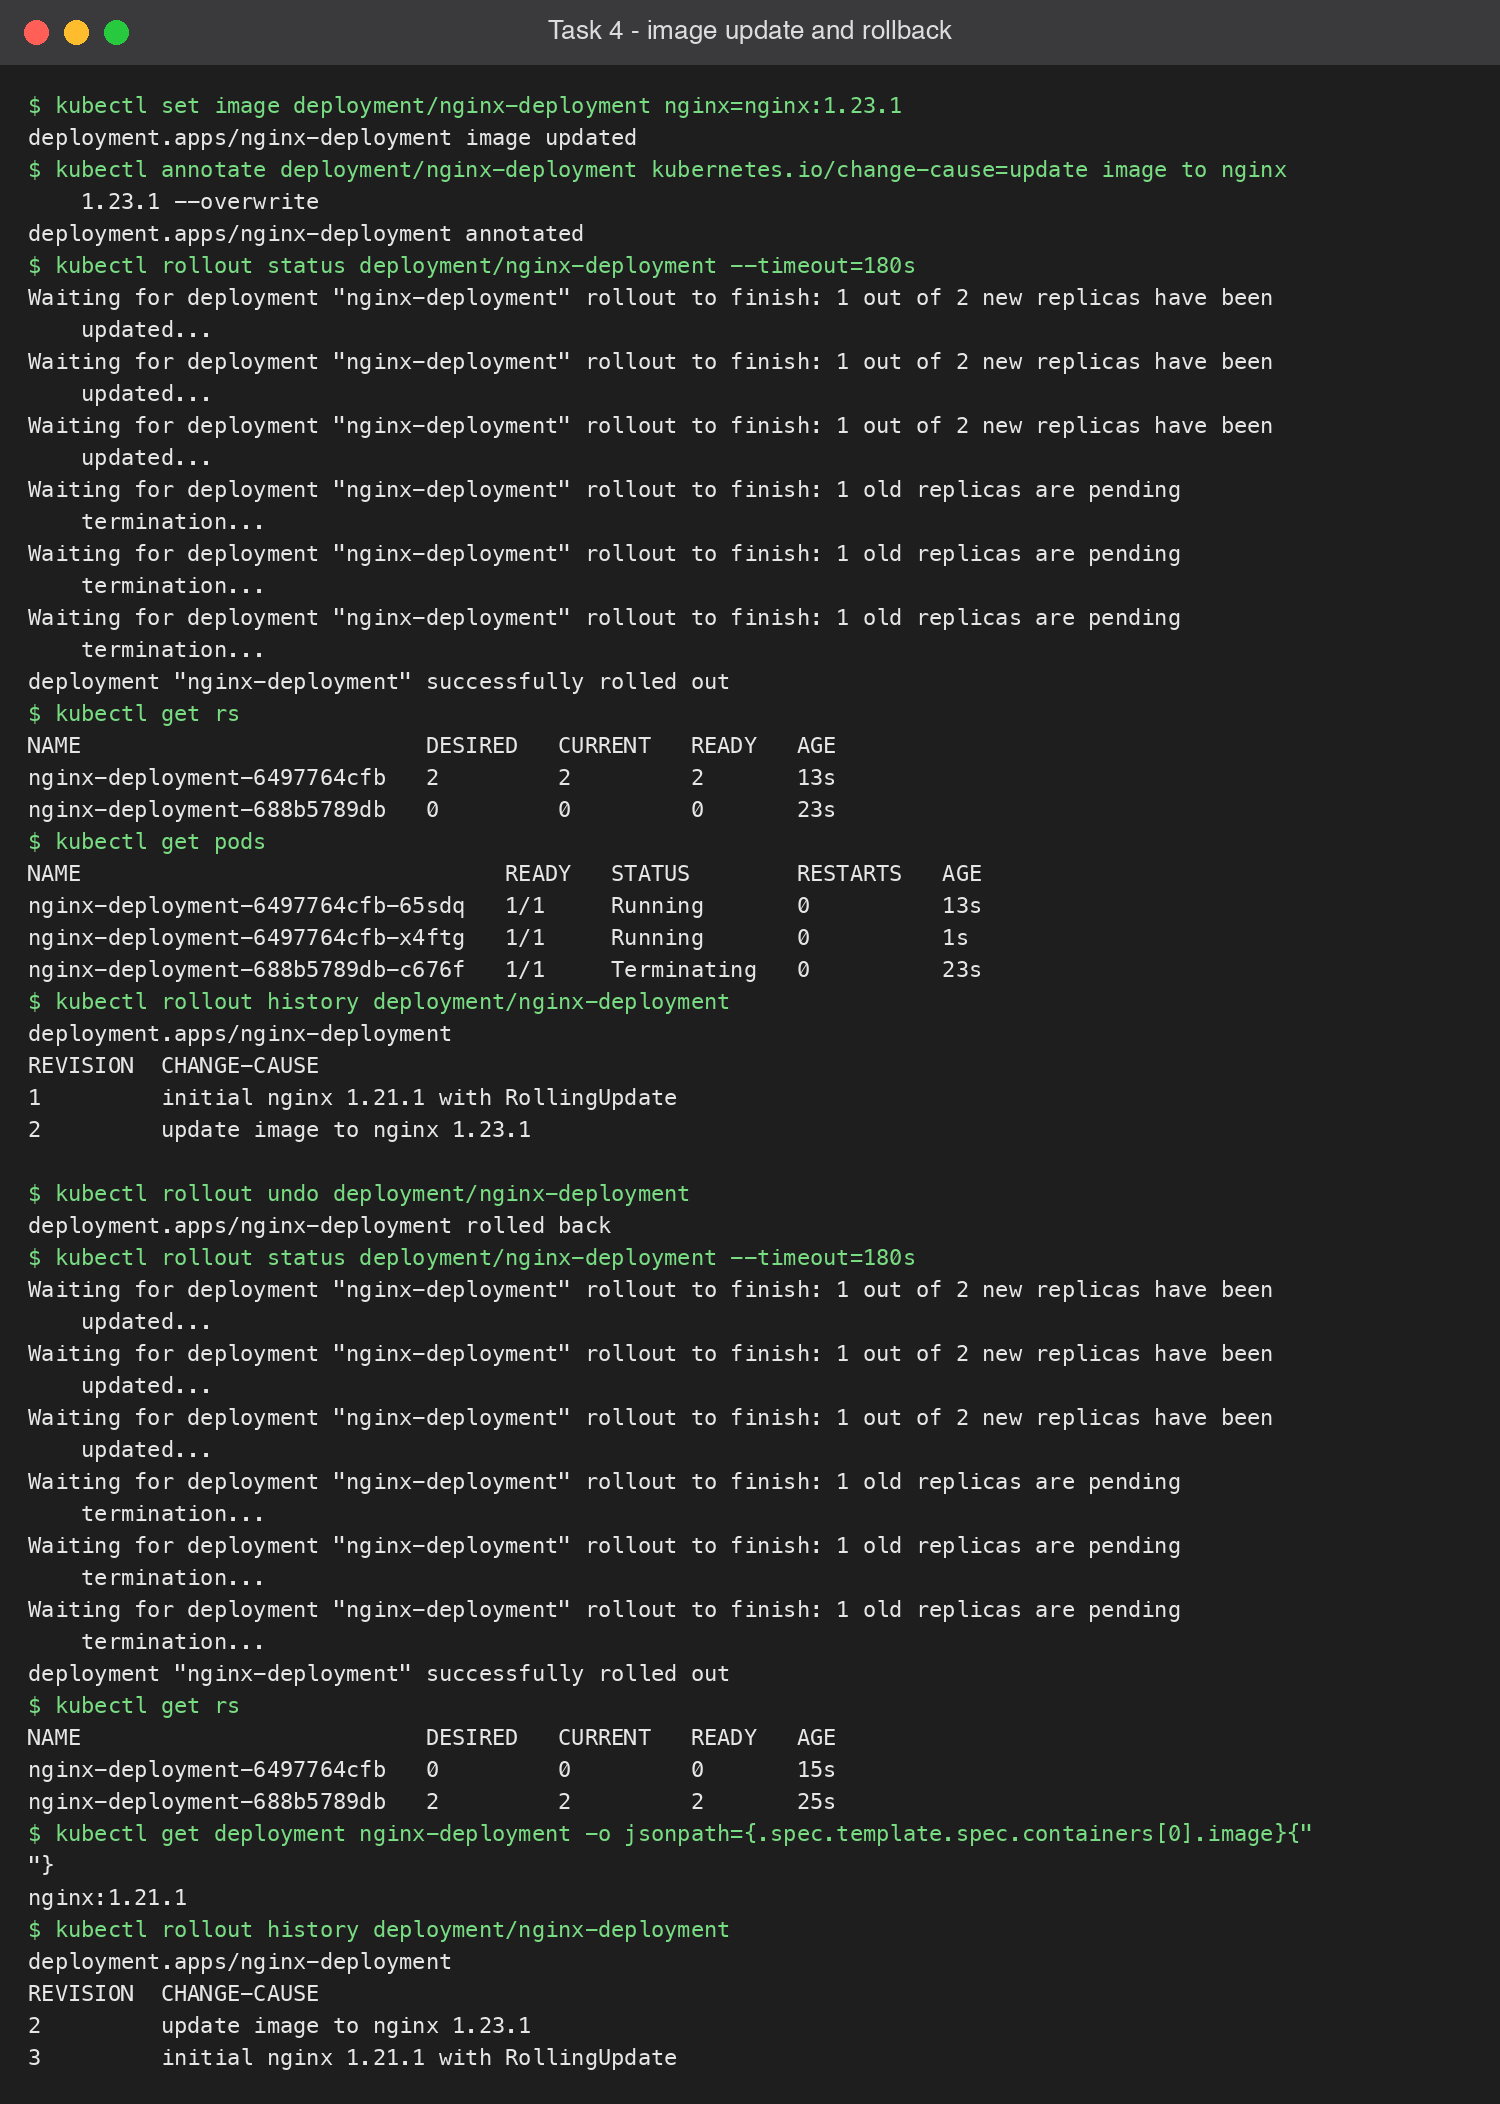 Task 4 - image update and rollback
$ kubectl set image deployment/nginx-deployment nginx=nginx:1.23.1
deployment.apps/nginx-deployment image updated
$ kubectl annotate deployment/nginx-deployment kubernetes.io/change-cause=update image to nginx
    1.23.1 --overwrite
deployment.apps/nginx-deployment annotated
$ kubectl rollout status deployment/nginx-deployment --timeout=180s
Waiting for deployment "nginx-deployment" rollout to finish: 1 out of 2 new replicas have been
    updated...
Waiting for deployment "nginx-deployment" rollout to finish: 1 out of 2 new replicas have been
    updated...
Waiting for deployment "nginx-deployment" rollout to finish: 1 out of 2 new replicas have been
    updated...
Waiting for deployment "nginx-deployment" rollout to finish: 1 old replicas are pending
    termination...
Waiting for deployment "nginx-deployment" rollout to finish: 1 old replicas are pending
    termination...
Waiting for deployment "nginx-deployment" rollout to finish: 1 old replicas are pending
    termination...
deployment "nginx-deployment" successfully rolled out
$ kubectl get rs
NAME                          DESIRED   CURRENT   READY   AGE
nginx-deployment-6497764cfb   2         2         2       13s
nginx-deployment-688b5789db   0         0         0       23s
$ kubectl get pods
NAME                                READY   STATUS        RESTARTS   AGE
nginx-deployment-6497764cfb-65sdq   1/1     Running       0          13s
nginx-deployment-6497764cfb-x4ftg   1/1     Running       0          1s
nginx-deployment-688b5789db-c676f   1/1     Terminating   0          23s
$ kubectl rollout history deployment/nginx-deployment
deployment.apps/nginx-deployment
REVISION  CHANGE-CAUSE
1         initial nginx 1.21.1 with RollingUpdate
2         update image to nginx 1.23.1

$ kubectl rollout undo deployment/nginx-deployment
deployment.apps/nginx-deployment rolled back
$ kubectl rollout status deployment/nginx-deployment --timeout=180s
Waiting for deployment "nginx-deployment" rollout to finish: 1 out of 2 new replicas have been
    updated...
Waiting for deployment "nginx-deployment" rollout to finish: 1 out of 2 new replicas have been
    updated...
Waiting for deployment "nginx-deployment" rollout to finish: 1 out of 2 new replicas have been
    updated...
Waiting for deployment "nginx-deployment" rollout to finish: 1 old replicas are pending
    termination...
Waiting for deployment "nginx-deployment" rollout to finish: 1 old replicas are pending
    termination...
Waiting for deployment "nginx-deployment" rollout to finish: 1 old replicas are pending
    termination...
deployment "nginx-deployment" successfully rolled out
$ kubectl get rs
NAME                          DESIRED   CURRENT   READY   AGE
nginx-deployment-6497764cfb   0         0         0       15s
nginx-deployment-688b5789db   2         2         2       25s
$ kubectl get deployment nginx-deployment -o jsonpath={.spec.template.spec.containers[0].image}{"
"}
nginx:1.21.1
$ kubectl rollout history deployment/nginx-deployment
deployment.apps/nginx-deployment
REVISION  CHANGE-CAUSE
2         update image to nginx 1.23.1
3         initial nginx 1.21.1 with RollingUpdate